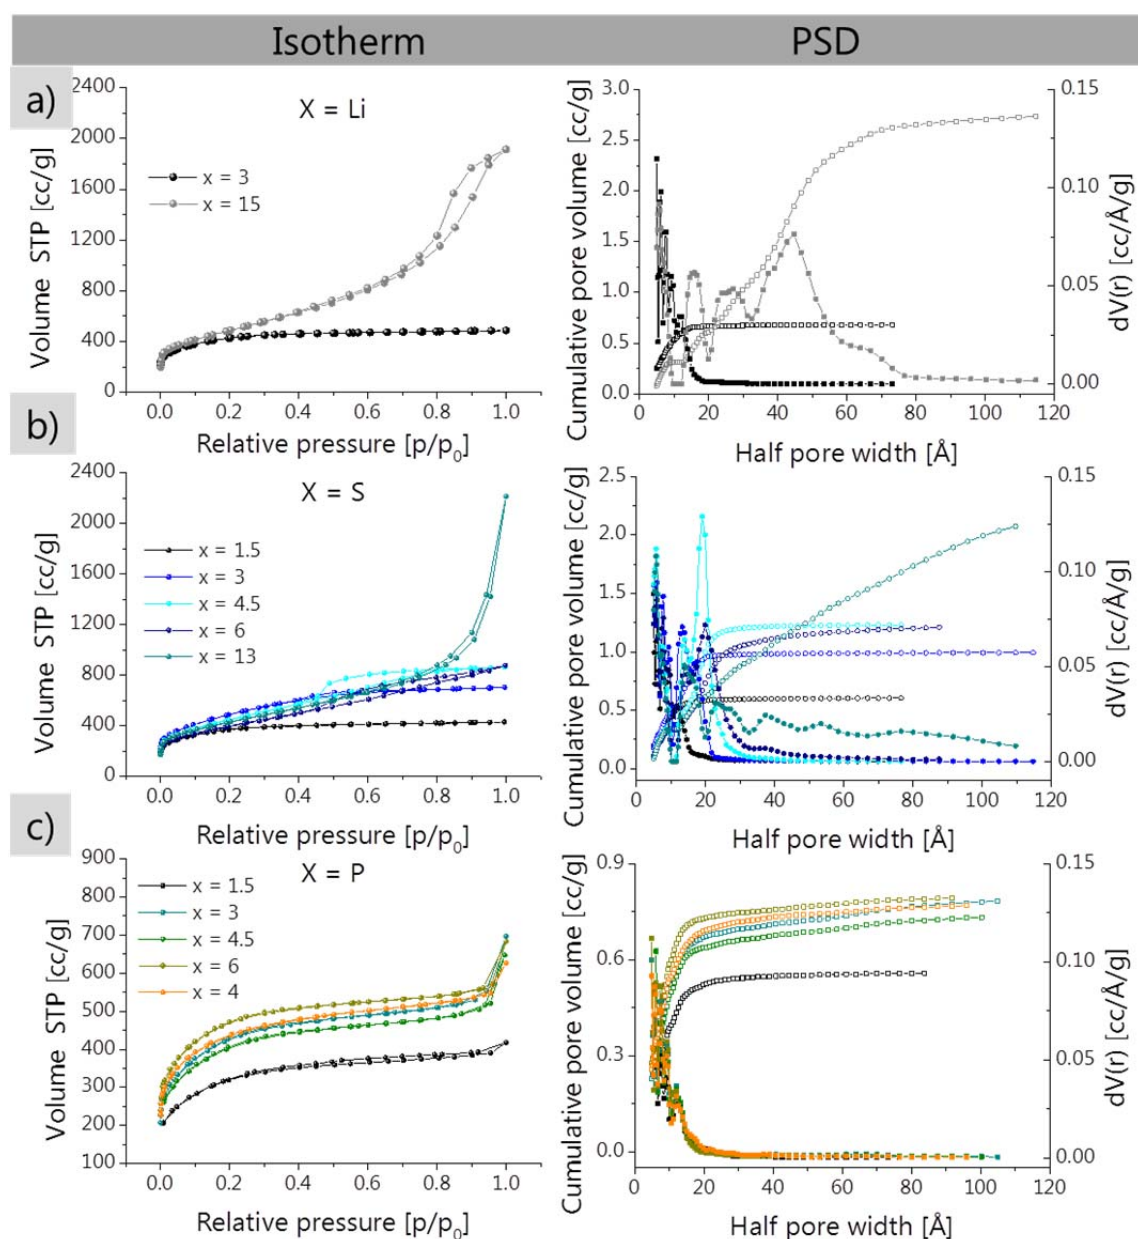 Isotherm PSD
a)
X = Li
x = 3
x = 15
Volume STP [cc/g]
2400
2000
1600
1200
800
400
0
0.0 0.2 0.4 0.6 0.8 1.0
Relative pressure [p/p₀]
Cumulative pore volume [cc/g]
3.0
2.5
2.0
1.5
1.0
0.5
0.0
0 20 40 60 80 100 120
Half pore width [Å]
0.15
0.10
0.05
0.00
dV(r) [cc/Å/g]
b)
X = S
x = 1.5
x = 3
x = 4.5
x = 6
x = 13
Volume STP [cc/g]
2400
2000
1600
1200
800
400
0
0.0 0.2 0.4 0.6 0.8 1.0
Relative pressure [p/p₀]
Cumulative pore volume [cc/g]
2.5
2.0
1.5
1.0
0.5
0.0
0 20 40 60 80 100 120
Half pore width [Å]
0.15
0.10
0.05
0.00
dV(r) [cc/Å/g]
c)
X = P
x = 1.5
x = 3
x = 4.5
x = 6
x = 4
Volume STP [cc/g]
900
800
700
600
500
400
300
200
100
0.0 0.2 0.4 0.6 0.8 1.0
Relative pressure [p/p₀]
Cumulative pore volume [cc/g]
0.9
0.6
0.3
0.0
0 20 40 60 80 100 120
Half pore width [Å]
0.15
0.10
0.05
0.00
dV(r) [cc/Å/g]